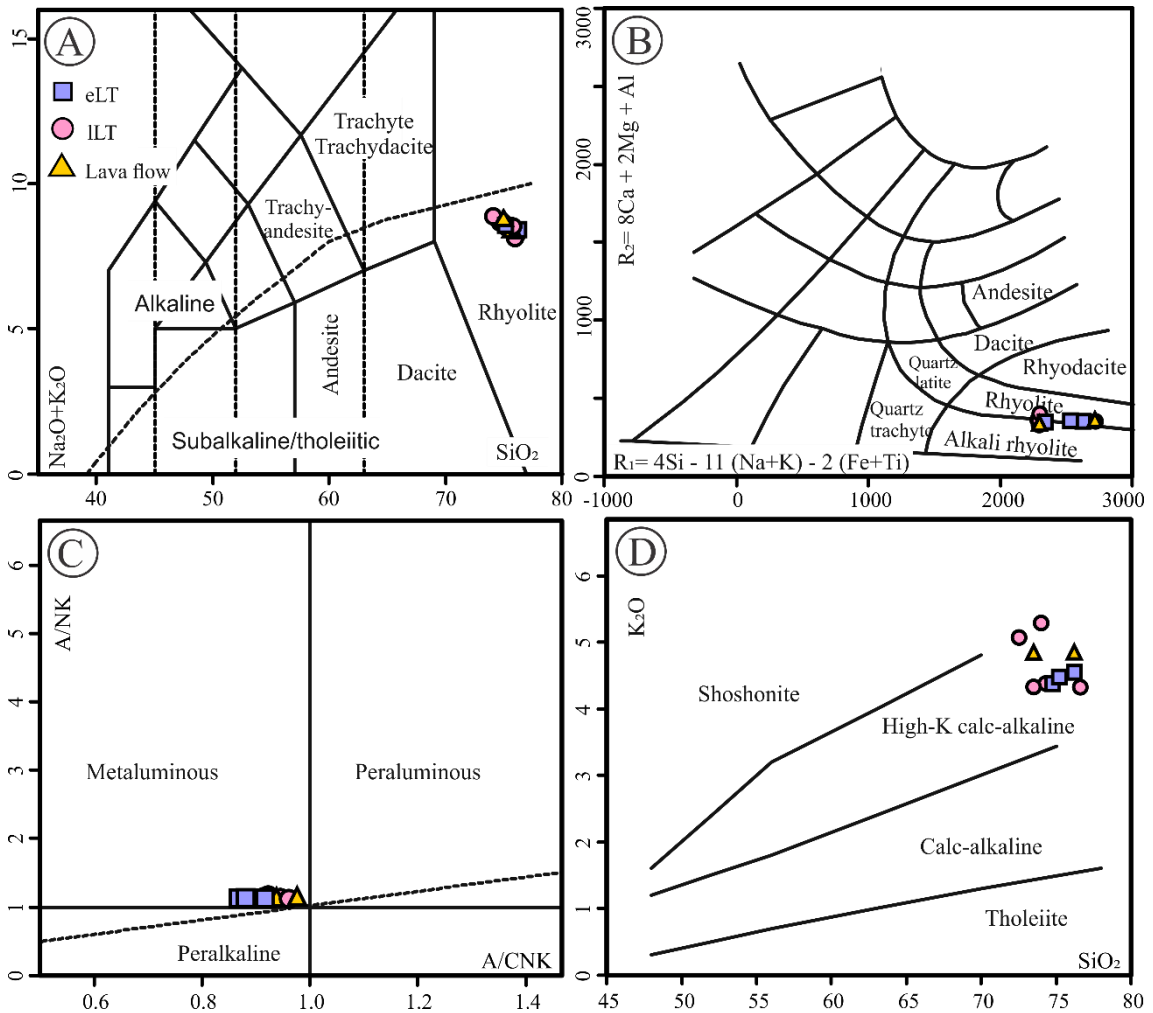 A
eLT
lLT
Lava flow
Trachyte
Trachydacite
Trachy-
andesite
Alkaline
Rhyolite
Andesite
Dacite
Subalkaline/tholeiitic
Na₂O+K₂O
SiO₂
0
5
10
15
40
50
60
70
80
B
R₂= 8Ca + 2Mg + Al
Andesite
Dacite
Rhyodacite
Quartz
latite
Rhyolite
Quartz
trachyte
Alkali rhyolite
R₁= 4Si - 11 (Na+K) - 2 (Fe+Ti)
0
1000
2000
3000
-1000
0
1000
2000
3000
C
A/NK
Metaluminous
Peraluminous
Peralkaline
A/CNK
0
1
2
3
4
5
6
0.6
0.8
1.0
1.2
1.4
D
K₂O
Shoshonite
High-K calc-alkaline
Calc-alkaline
Tholeiite
SiO₂
0
1
2
3
4
5
6
45
50
55
60
65
70
75
80